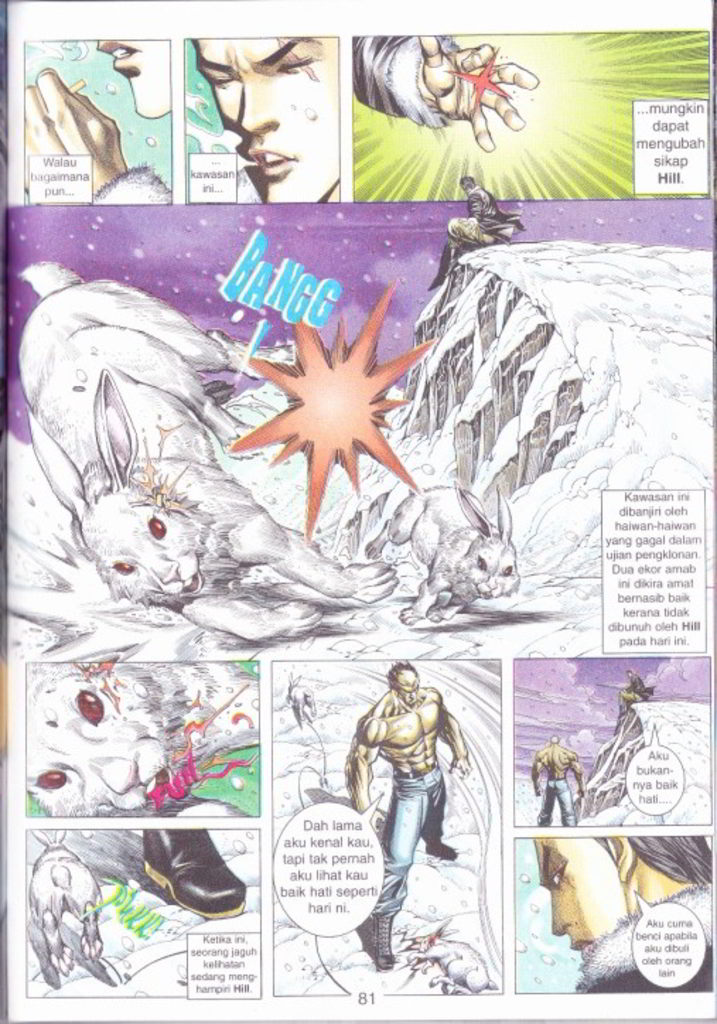 Walau
bagaimana
pun...
...
kawasan
ini...
...mungkin
dapat
mengubah
sikap
Hill.
BANGG
!
Kawasan ini
dibanjiri oleh
haiwan-haiwan
yang gagal dalam
ujian pengklonan.
Dua ekor arnab
ini dikira amat
bernasib baik
kerana tidak
dibunuh oleh Hill
pada hari ini.
Ketika ini,
seorang jaguh
kelihatan
sedang meng-
hampiri Hill.
Dah lama
aku kenal kau,
tapi tak pernah
aku lihat kau
baik hati seperti
hari ni.
Aku
bukan-
nya baik
hati....
Aku cuma
benci apabila
aku dibuli
oleh orang
lain
81